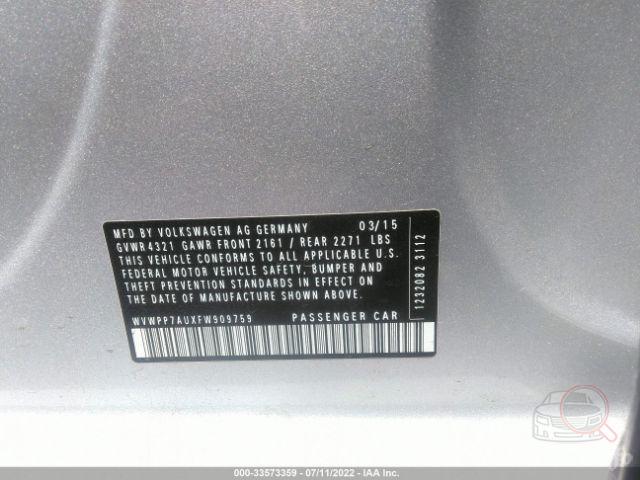 MFD BY VOLKSWAGEN AG GERMANY 03/15
GVWR 4321 GAWR FRONT 2161 / REAR 2271 LBS
THIS VEHICLE CONFORMS TO ALL APPLICABLE U.S.
FEDERAL MOTOR VEHICLE SAFETY, BUMPER AND
THEFT PREVENTION STANDARDS IN EFFECT ON
THE DATE OF MANUFACTURE SHOWN ABOVE.
WVWPP7AUXFW909759 PASSENGER CAR
1232082 3112
00-33573359 - 07/11/2022 - IAA Inc.